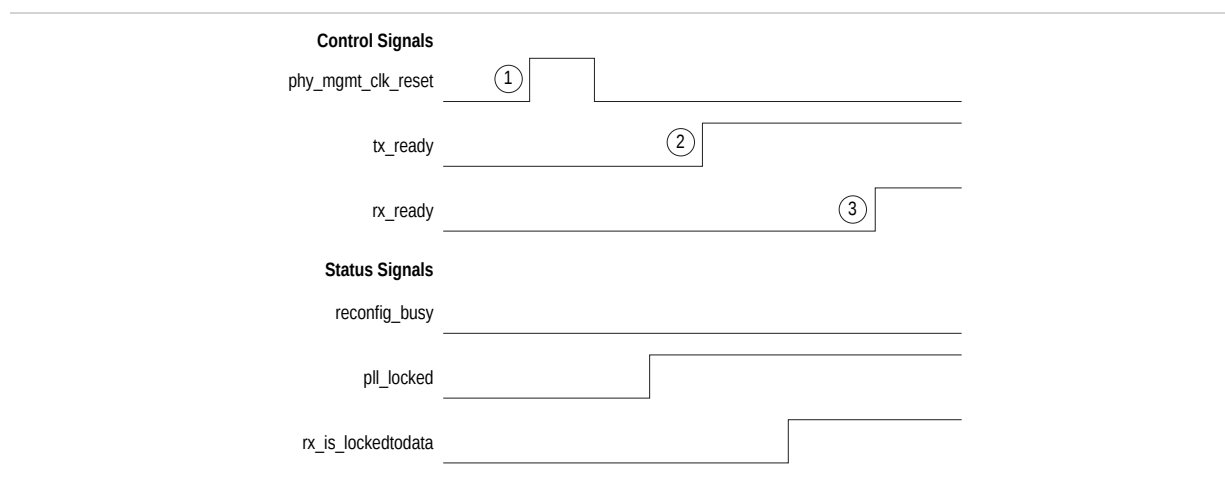 Control Signals
phy_mgmt_clk_reset
1
tx_ready
2
rx_ready
3
Status Signals
reconfig_busy
pll_locked
rx_is_lockedtodata